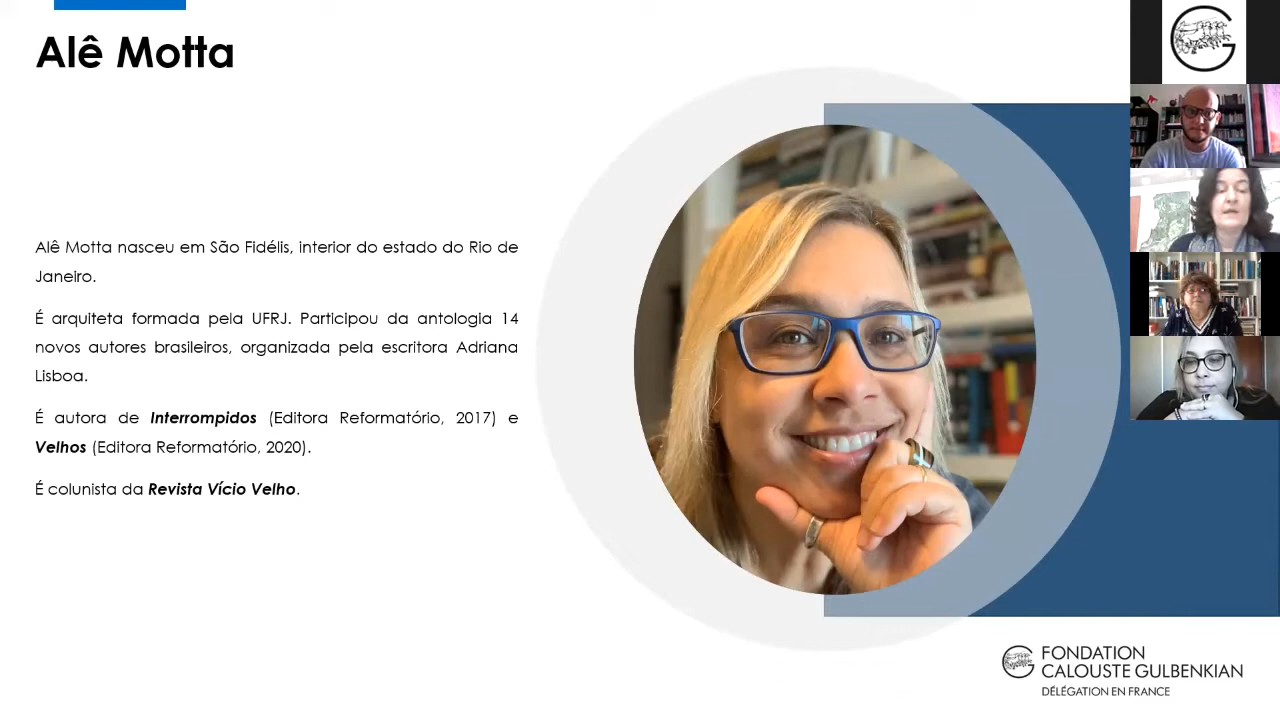 Alê Motta
Alê Motta nasceu em São Fidélis, interior do estado do Rio de
Janeiro.
É arquiteta formada pela UFRJ. Participou da antologia 14
novos autores brasileiros, organizada pela escritora Adriana
Lisboa.
É autora de Interrompidos (Editora Reformatório, 2017) e
Velhos (Editora Reformatório, 2020).
É colunista da Revista Vício Velho.
FONDATION
CALOUSTE GULBENKIAN
DÉLÉGATION EN FRANCE